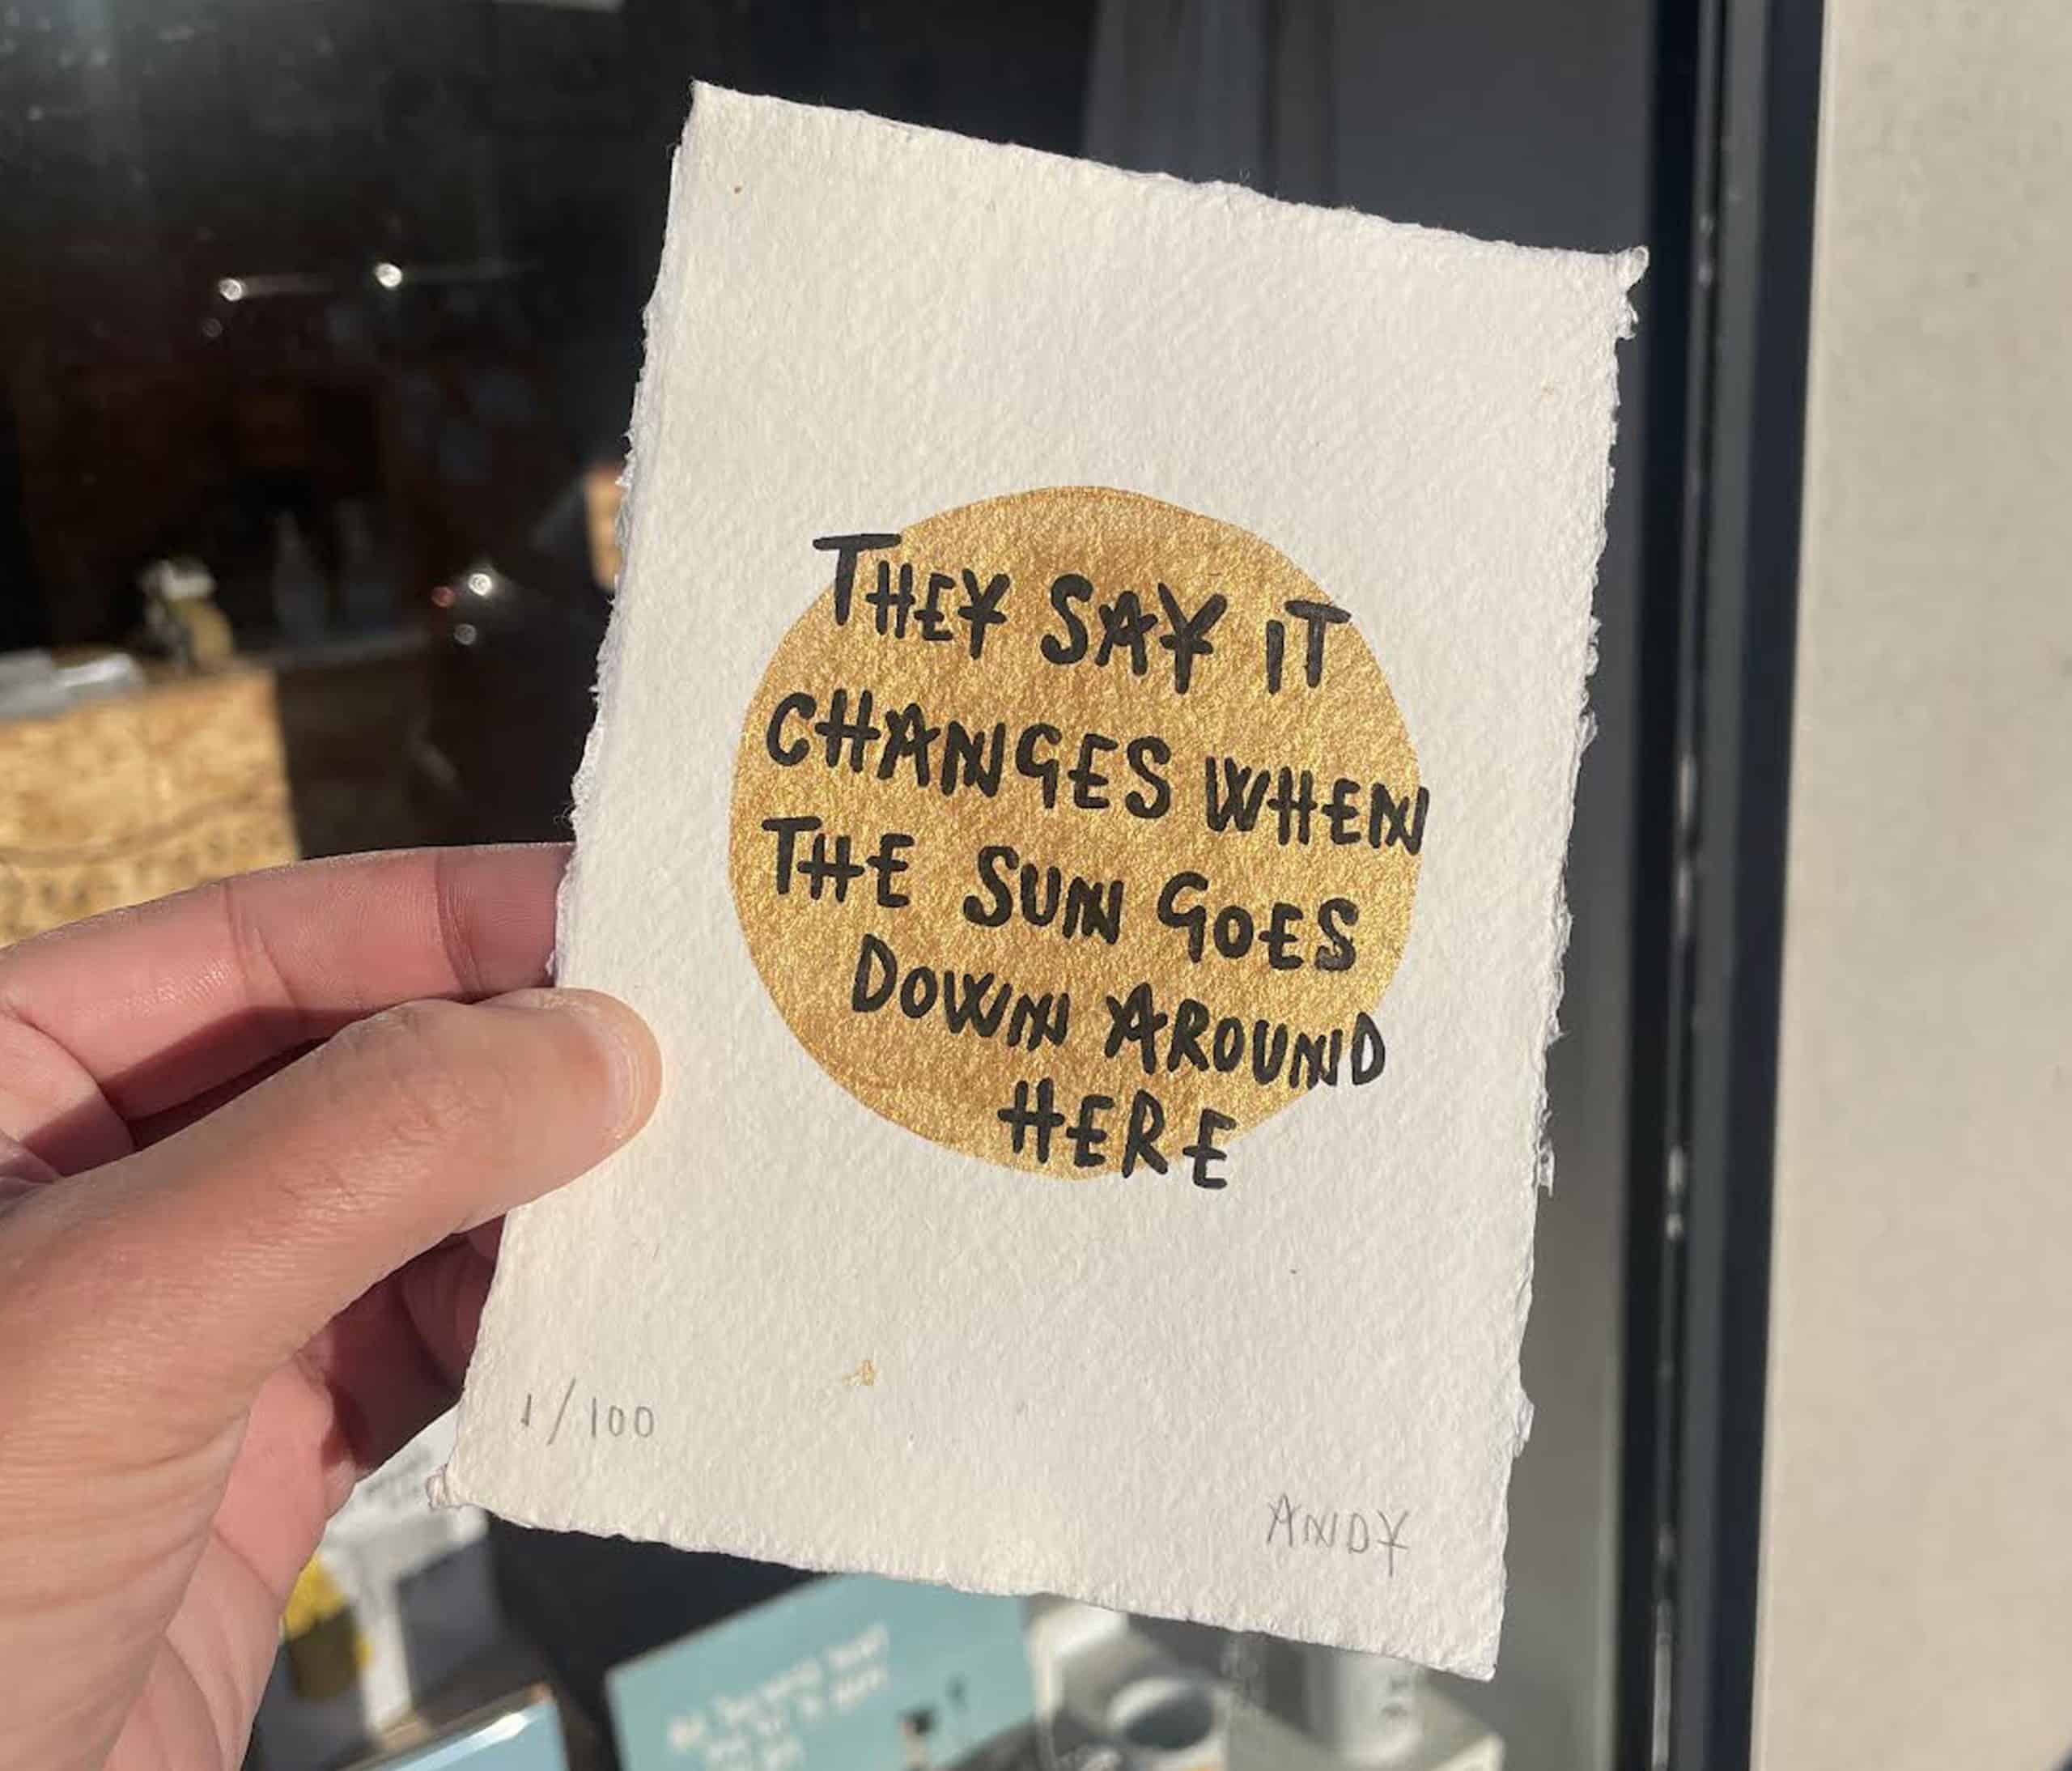 THEY SAY IT
CHANGES WHEN
THE SUN GOES
DOWN AROUND
HERE
1/100
ANDY